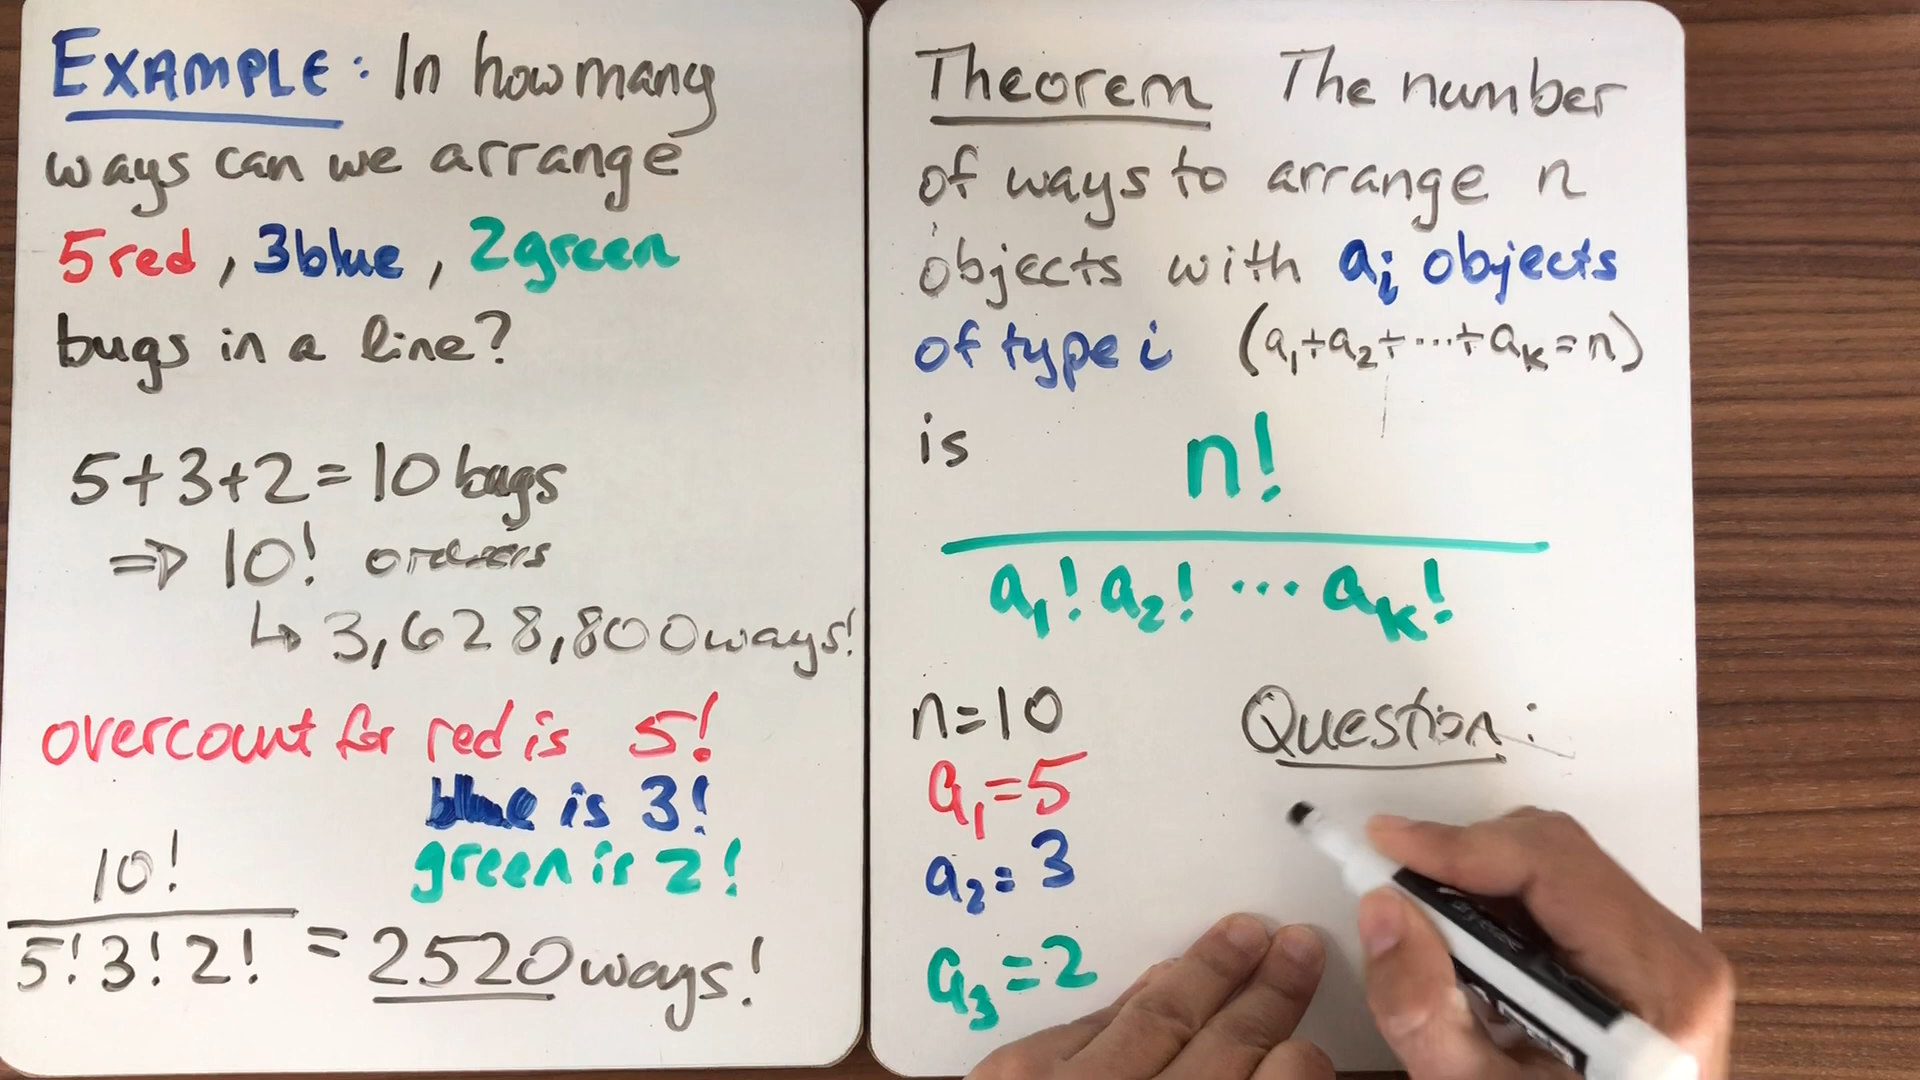 EXAMPLE: In how many
ways can we arrange
5 red, 3 blue, 2 green
bugs in a line?
5+3+2=10 bugs
⇒ 10! orders
↳ 3,628,800 ways!
overcount for red is 5!
blue is 3!
green is 2!
10!
5! 3! 2!
= 2520 ways!
Theorem The number
of ways to arrange n
objects with aᵢ objects
of type i (a₁+a₂+⋯+aₖ=n)
is
n!
a₁! a₂! ⋯ aₖ!
n=10
a₁=5
a₂=3
a₃=2
Question: